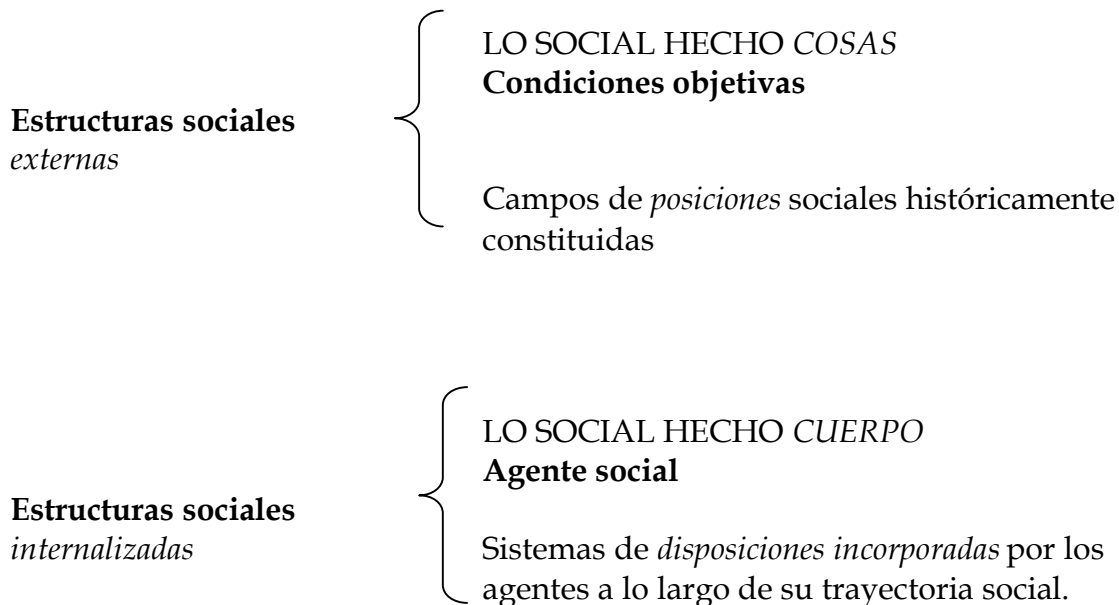 LO SOCIAL HECHO COSAS
Condiciones objetivas
Estructuras sociales
externas
Campos de posiciones sociales históricamente
constituidas
LO SOCIAL HECHO CUERPO
Agente social
Estructuras sociales
internalizadas
Sistemas de disposiciones incorporadas por los
agentes a lo largo de su trayectoria social.